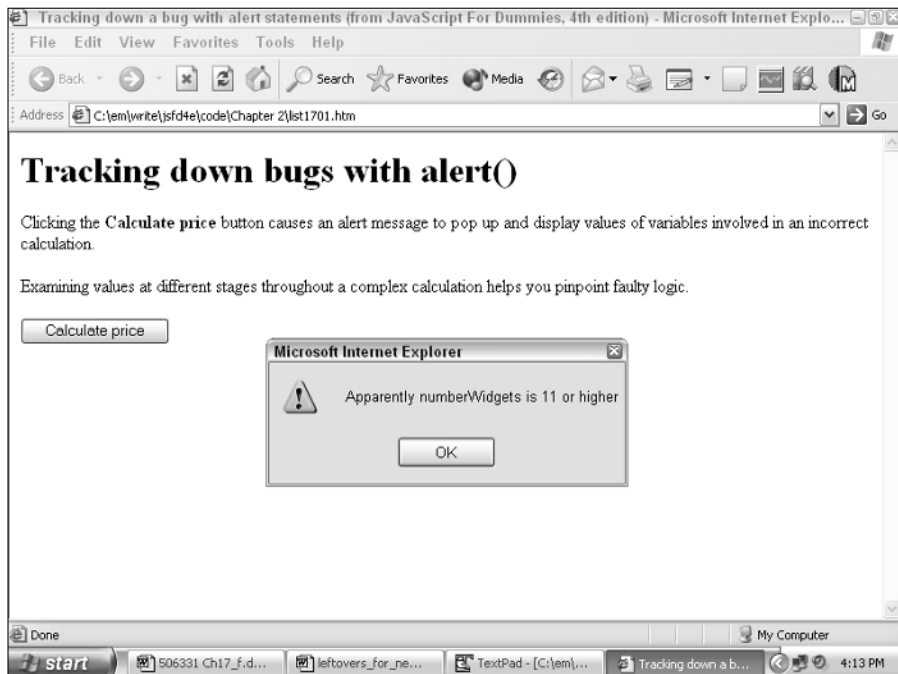 Tracking down a bug with alert statements (from JavaScript For Dummies, 4th edition) - Microsoft Internet Explo...
File Edit View Favorites Tools Help
Back Search Favorites Media
Address C:\em\write\jsfd4e\code\Chapter 2\list1701.htm Go
Tracking down bugs with alert()
Clicking the Calculate price button causes an alert message to pop up and display values of variables involved in an incorrect
calculation.
Examining values at different stages throughout a complex calculation helps you pinpoint faulty logic.
Calculate price
Microsoft Internet Explorer
Apparently numberWidgets is 11 or higher
OK
Done My Computer
start 506331 Ch17_f.d... leftovers_for_ne... TextPad - [C:\em\... Tracking down a b... 4:13 PM